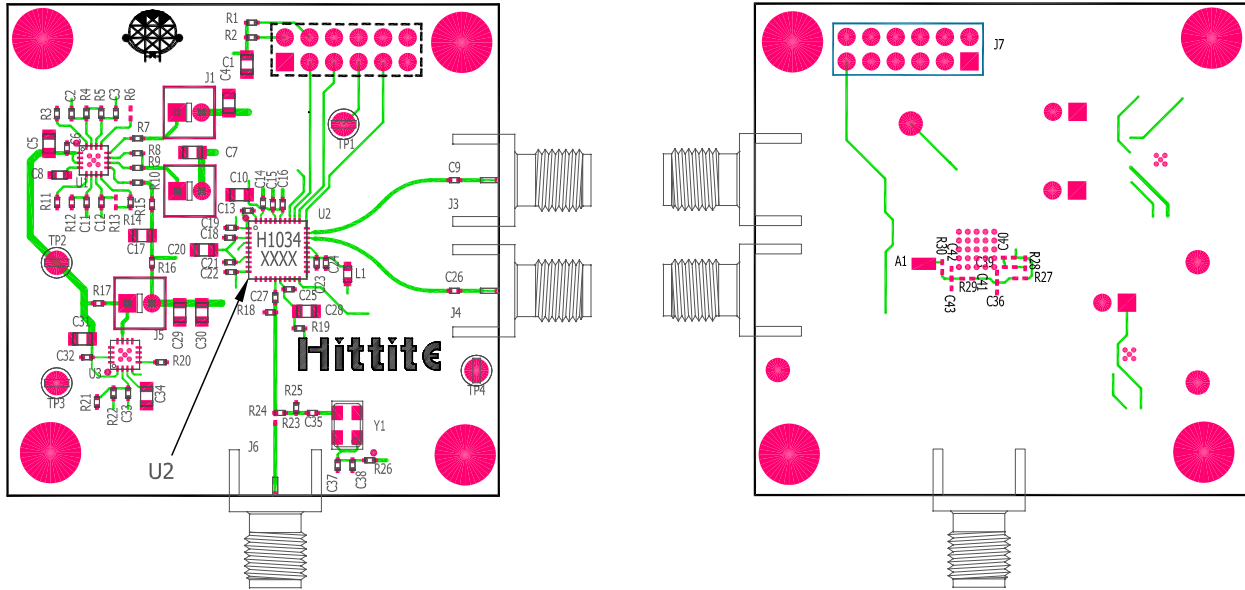 R1
R2
C1
C4
J1
R3
C2
R4
R5
C3
R6
C5
C6
R7
R8
R9
R10
C7
C8
U1
TP1
R11
R12
C11
C12
R13
R14
R15
C10
C13
C14
C15
C16
U2
C9
J3
C17
C19
C18
C20
C21
C22
H1034
XXXX
TP2
R16
L1
C26
J4
R17
C27
R18
C25
C28
R19
C31
J5
C29
C30
C32
U3
R20
Hittite
TP3
R21
R22
C33
C34
TP4
R24
R25
R23
C35
Y1
J6
U2
C37
C38
R26
J7
A1
R30
C40
C39
R28
R27
R29
C41
C43
C36